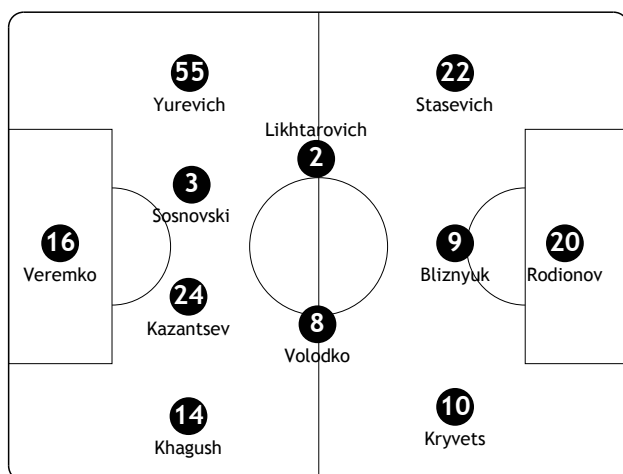 55
Yurevich
22
Stasevich
Likhtarovich
2
3
Sosnovski
16
Veremko
9
Bliznyuk
20
Rodionov
24
Kazantsev
8
Volodko
14
Khagush
10
Kryvets